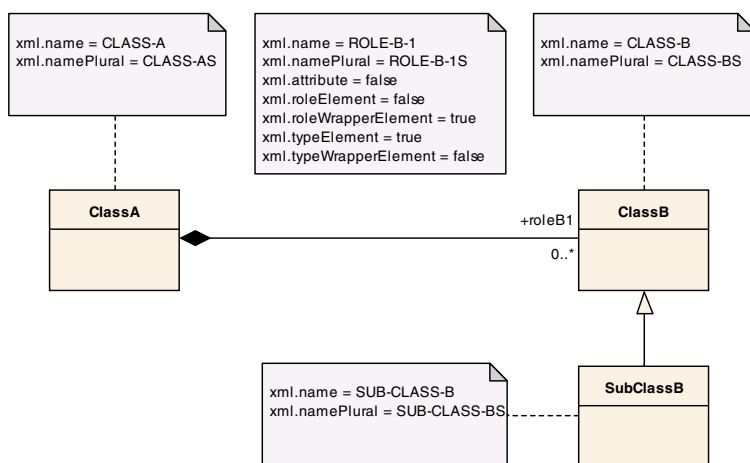 xml.name = CLASS-A
xml.namePlural = CLASS-AS
xml.name = ROLE-B-1
xml.namePlural = ROLE-B-1S
xml.attribute = false
xml.roleElement = false
xml.roleWrapperElement = true
xml.typeElement = true
xml.typeWrapperElement = false
xml.name = CLASS-B
xml.namePlural = CLASS-BS
ClassA
+roleB1
0..*
ClassB
xml.name = SUB-CLASS-B
xml.namePlural = SUB-CLASS-BS
SubClassB